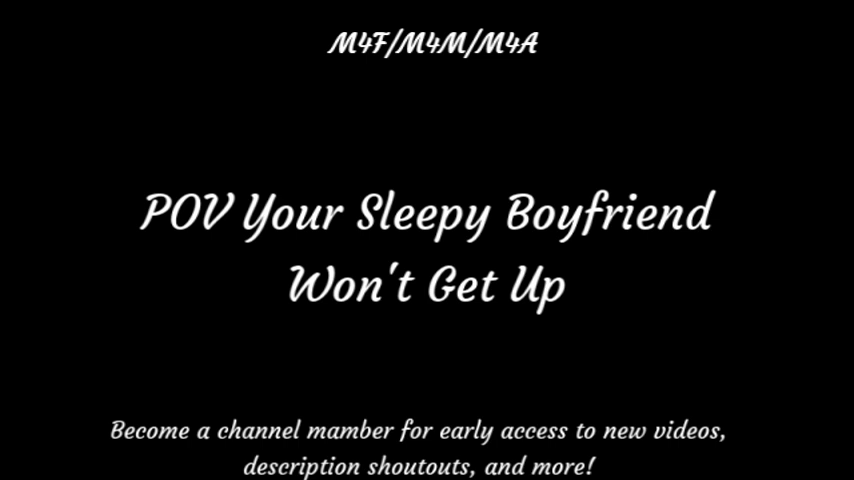 M4F/M4M/M4A
POV Your Sleepy Boyfriend
Won't Get Up
Become a channel mamber for early access to new videos,
description shoutouts, and more!